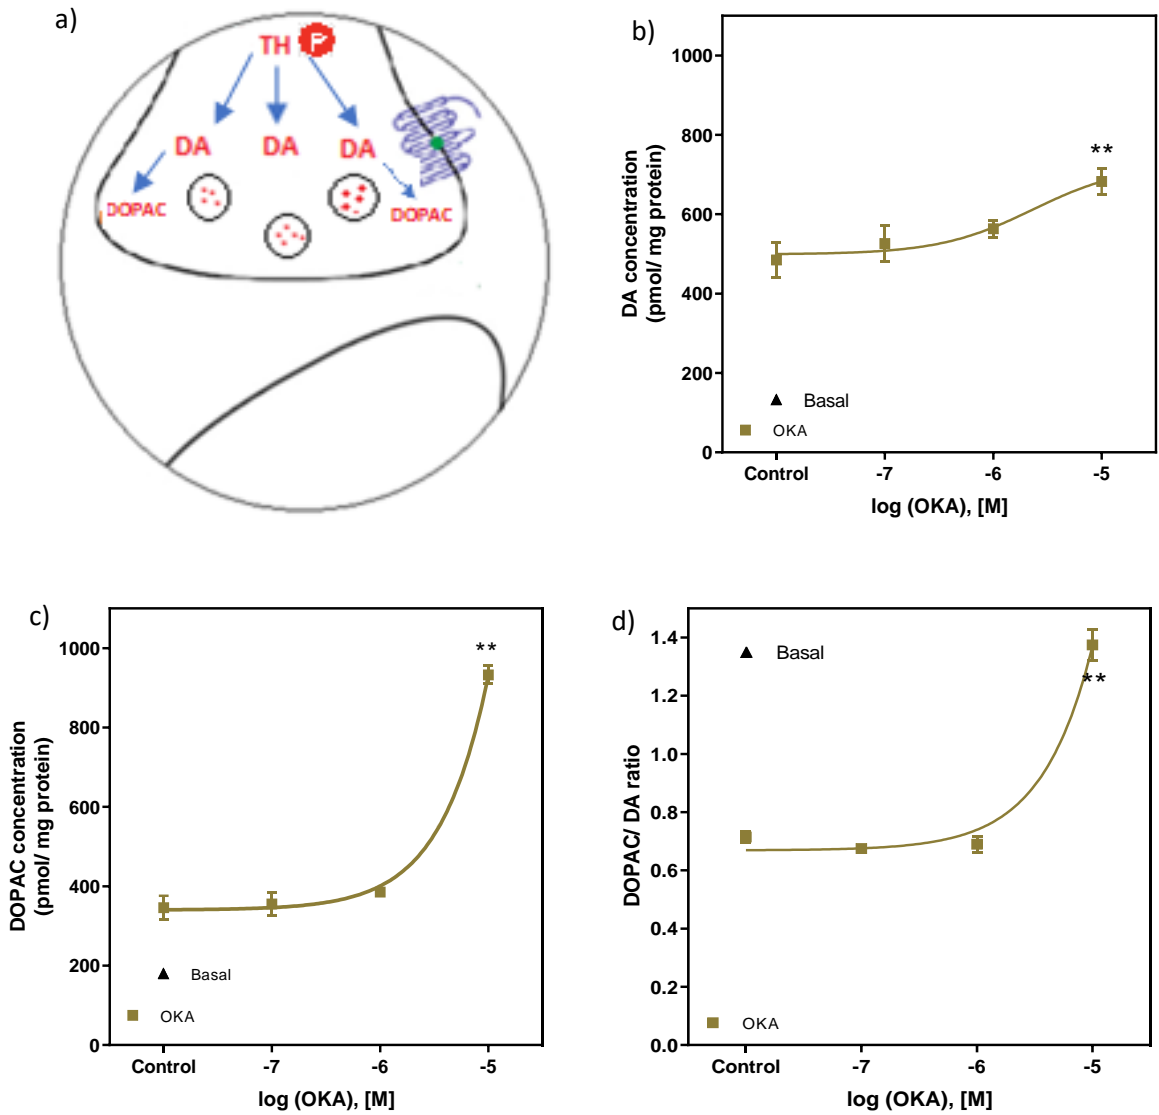 a)
TH P
DA DA DA
DOPAC
DOPAC
b)
DA concentration
(pmol/ mg protein)
1000
800
600
400
200
0
**
Basal
OKA
Control -7 -6 -5
log (OKA), [M]
c)
DOPAC concentration
(pmol/ mg protein)
1000
800
600
400
200
0
**
Basal
OKA
Control -7 -6 -5
log (OKA), [M]
d)
DOPAC/ DA ratio
1.4
1.2
1.0
0.8
0.6
0.4
0.2
0.0
Basal
**
OKA
Control -7 -6 -5
log (OKA), [M]